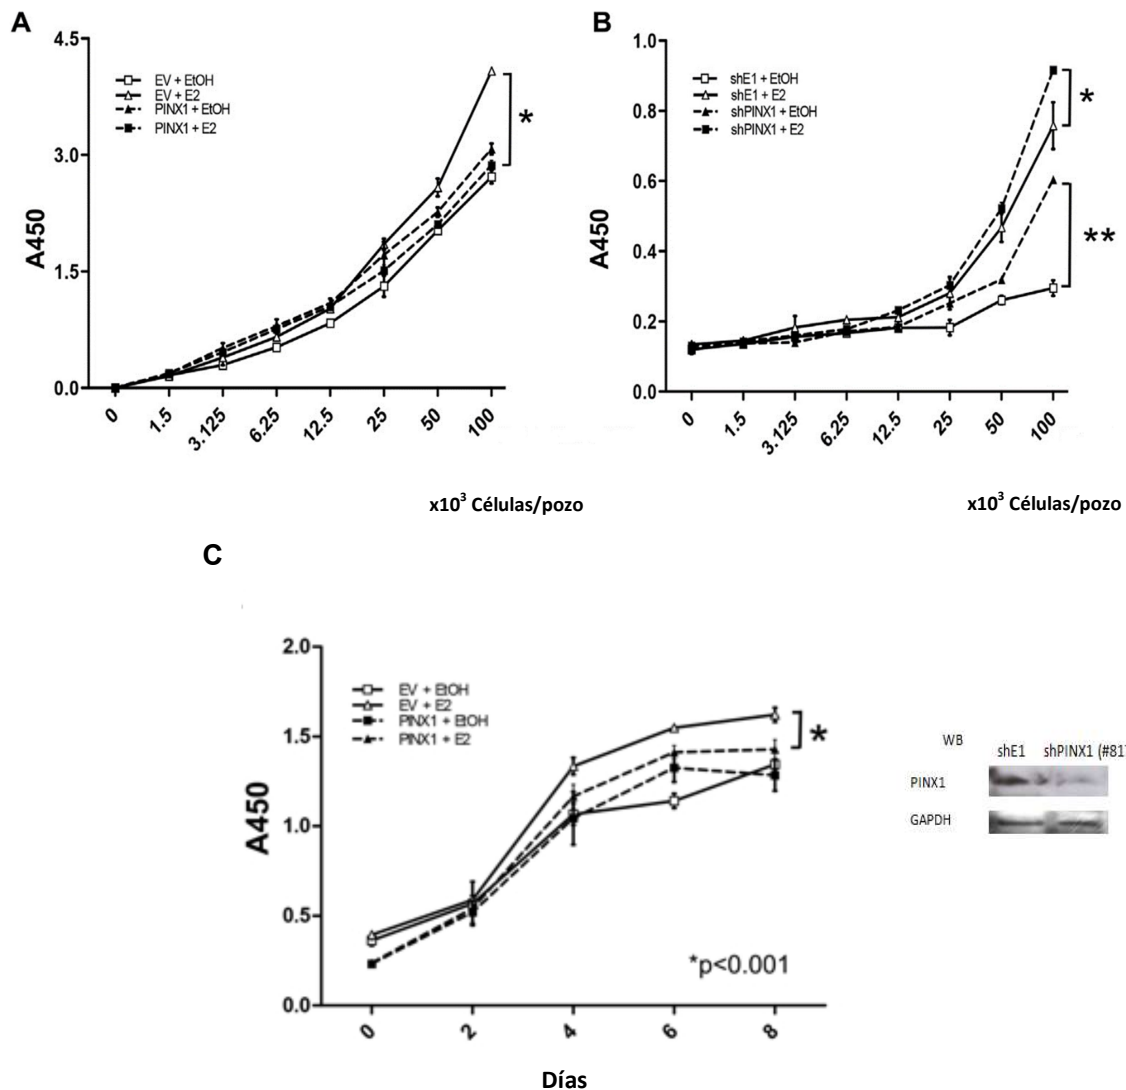 A
A450
4.5
3.0
1.5
0.0
EV + EtOH
EV + E2
PINX1 + EtOH
PINX1 + E2
*
0 1.5 3.125 6.25 12.5 25 50 100
x10³ Células/pozo
B
A450
1.0
0.8
0.6
0.4
0.2
0.0
shE1 + EtOH
shE1 + E2
shPINX1 + EtOH
shPINX1 + E2
*
**
0 1.5 3.125 6.25 12.5 25 50 100
x10³ Células/pozo
C
A450
2.0
1.5
1.0
0.5
0.0
EV + EtOH
EV + E2
PINX1 + EtOH
PINX1 + E2
*
*p<0.001
0 2 4 6 8
Días
WB
shE1 shPINX1 (#817
PINX1
GAPDH